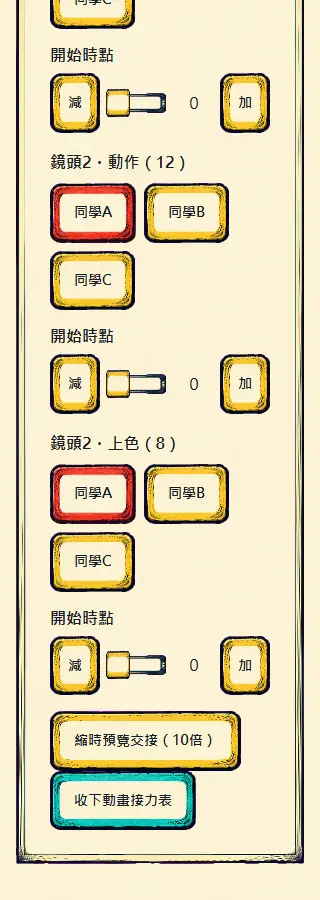 同學C
開始時點
減 0 加
鏡頭2・動作（12）
同學A 同學B
同學C
開始時點
減 0 加
鏡頭2・上色（8）
同學A 同學B
同學C
開始時點
減 0 加
縮時預覽交接（10倍）
收下動畫接力表